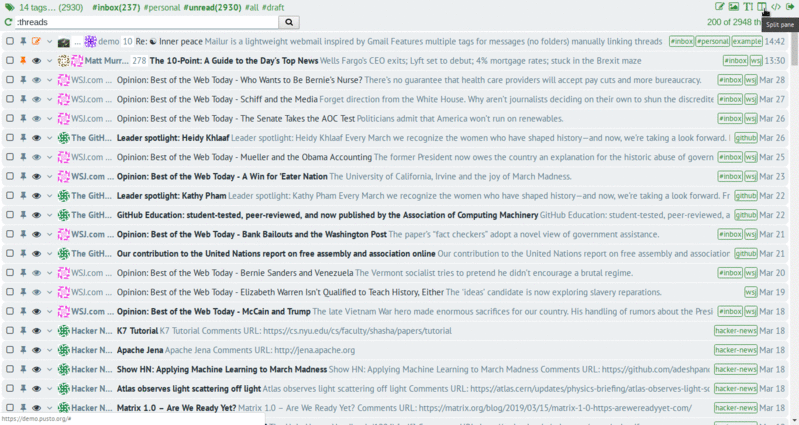 14 tags... (2930) #inbox(237) #personal #unread(2930) #all #draft
:threads 200 of 2948 th
Split pane
... demo 10 Re: ☯ Inner peace Mailur is a lightweight webmail inspired by Gmail Features multiple tags for messages (no folders) manually linking threads #inbox #personal example 14:42
Matt Murr... 278 The 10-Point: A Guide to the Day's Top News Wells Fargo's CEO exits; Lyft set to debut; 4% mortgage rates; stuck in the Brexit maze #inbox wsj 13:30
WSJ.com ... Opinion: Best of the Web Today - Who Wants to Be Bernie's Nurse? There's no guarantee that health care providers will accept pay cuts and more bureaucracy. #inbox wsj Mar 28
WSJ.com ... Opinion: Best of the Web Today - Schiff and the Media Forget direction from the White House. Why aren't journalists deciding on their own to shun the discredite #inbox wsj Mar 26
WSJ.com ... Opinion: Best of the Web Today - The Senate Takes the AOC Test Politicians admit that America won't run on renewables. #inbox wsj Mar 26
The GitH... Leader spotlight: Heidy Khlaaf Leader spotlight: Heidy Khlaaf Every March we recognize the women who have shaped history—and now, we're taking a look forward. github Mar 26
WSJ.com ... Opinion: Best of the Web Today - Mueller and the Obama Accounting The former President now owes the country an explanation for the historic abuse of govern #inbox wsj Mar 25
WSJ.com ... Opinion: Best of the Web Today - A Win for 'Eater Nation The University of California, Irvine and the joy of March Madness. #inbox wsj Mar 23
The GitH... Leader spotlight: Kathy Pham Leader spotlight: Kathy Pham Every March we recognize the women who have shaped history—and now, we're taking a look forward. Fr github Mar 22
The GitH... GitHub Education: student-tested, peer-reviewed, and now published by the Association of Computing Machinery GitHub Education: student-tested, peer-reviewed, a github Mar 22
WSJ.com ... Opinion: Best of the Web Today - Bank Bailouts and the Washington Post The paper's "fact checkers" adopt a novel view of government assistance. #inbox wsj Mar 21
The GitH... Our contribution to the United Nations report on free assembly and association online Our contribution to the United Nations report on free assembly and association github Mar 21
WSJ.com ... Opinion: Best of the Web Today - Bernie Sanders and Venezuela The Vermont socialist tries to pretend he didn't encourage a brutal regime. #inbox wsj Mar 20
WSJ.com ... Opinion: Best of the Web Today - Elizabeth Warren Isn't Qualified to Teach History, Either The 'ideas' candidate is now exploring slavery reparations. wsj Mar 19
WSJ.com ... Opinion: Best of the Web Today - McCain and Trump The late Vietnam War hero made enormous sacrifices for our country. His handling of rumors about the Presi #inbox wsj Mar 18
Hacker N... K7 Tutorial K7 Tutorial Comments URL: https://cs.nyu.edu/cs/faculty/shasha/papers/tutorial hacker-news Mar 18
Hacker N... Apache Jena Apache Jena Comments URL: http://jena.apache.org hacker-news Mar 18
Hacker N... Show HN: Applying Machine Learning to March Madness Show HN: Applying Machine Learning to March Madness Comments URL: https://github.com/adeshpan hacker-news Mar 18
Hacker N... Atlas observes light scattering off light Atlas observes light scattering off light Comments URL: https://atlas.cern/updates/physics-briefing/atlas-observes-light-sc hacker-news Mar 18
Hacker N... Matrix 1.0 – Are We Ready Yet? Matrix 1.0 – Are We Ready Yet? Comments URL: https://matrix.org/blog/2019/03/15/matrix-1-0-hpts-arewereadyyet-com/ hacker-news Mar 18
https://demo.pusto.org/#